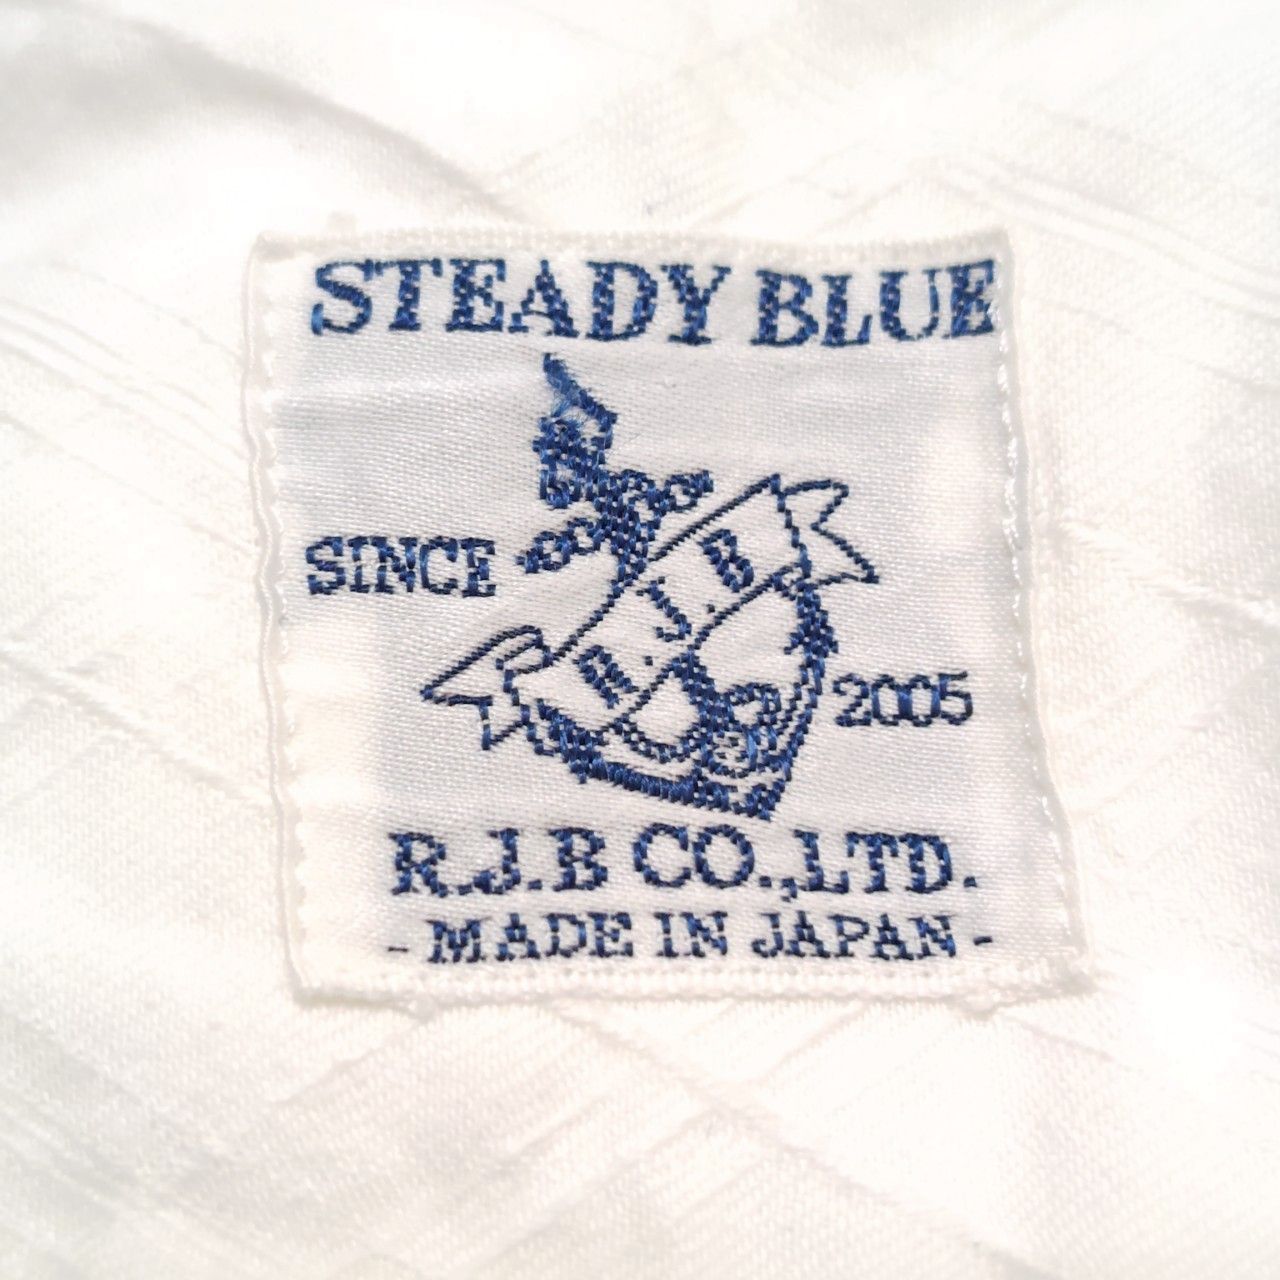 STEADY BLUE
SINCE
R.J.B
2005
R.J.B CO.,LTD.
- MADE IN JAPAN -